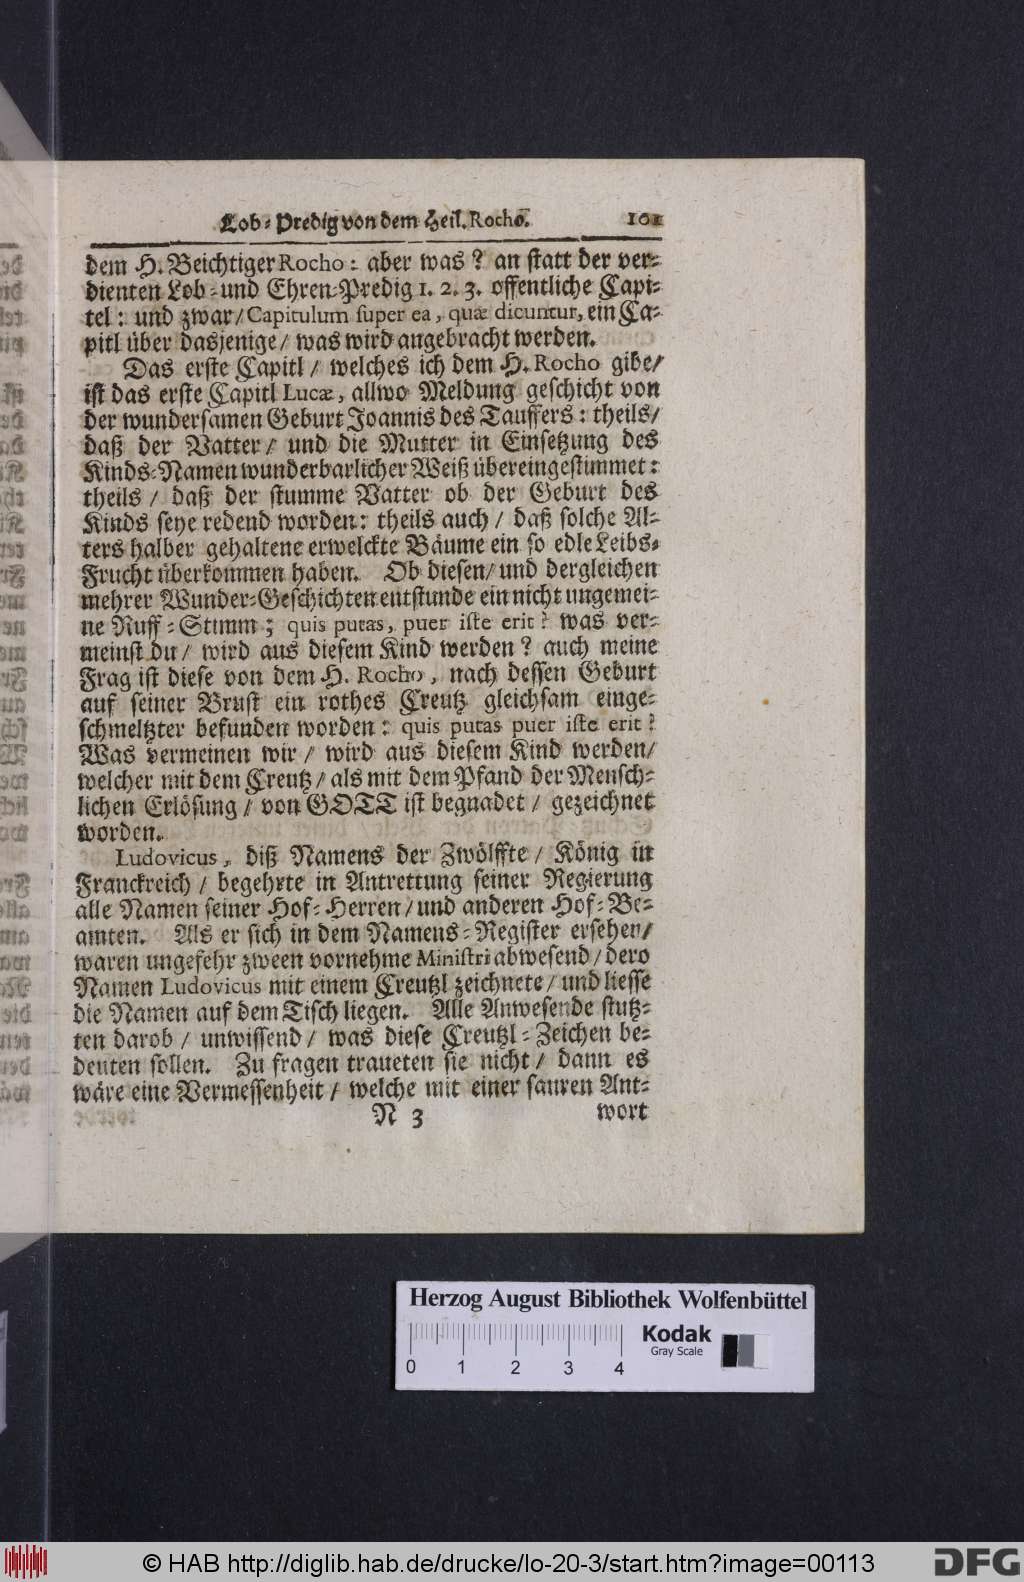 Lob-Predig von dem Heil. Rocho. 101
dem H. Beichtiger Rocho: aber was? an statt der ver-
dienten Lob- und Ehren-Predig 1. 2. 3. offentliche Capi-
tel: und zwar/ Capitulum super ea, quæ dicuntur, ein Ca-
pitl über dasjenige/ was wird angebracht werden.
Das erste Capitl/ welches ich dem H. Rocho gibe/
ist das erste Capitl Lucæ, allwo Meldung geschicht von
der wundersamen Geburt Joannis des Tauffers: theils/
daß der Vatter/ und die Mutter in Einsetzung des
Kinds-Namen wunderbarlicher Weiß übereingestimmet:
theils/ daß der stumme Vatter ob der Geburt des
Kinds seye redend worden: theils auch/ daß solche Al-
ters halber gehaltene erwelckte Bäume ein so edle Leibs-
Frucht überkommen haben. Ob diesen/ und dergleichen
mehrer Wunder-Geschichten entstunde ein nicht ungemei-
ne Ruff-Stimm; quis putas, puer iste erit? was ver-
meinst du/ wird aus diesem Kind werden? auch meine
Frag ist diese von dem H. Rocho, nach dessen Geburt
auf seiner Brust ein rothes Creutz gleichsam einge-
schmeltzter befunden worden: quis putas puer iste erit?
Was vermeinen wir/ wird aus diesem Kind werden/
welcher mit dem Creutz/ als mit dem Pfand der Mensch-
lichen Erlösung/ von GOTT ist begnadet/ gezeichnet
worden.
Ludovicus, diß Namens der Zwölffte/ König in
Franckreich/ begehrte in Antrettung seiner Regierung
alle Namen seiner Hof-Herren/ und anderen Hof-Be-
amten. Als er sich in dem Namens-Register ersehen/
waren ungefehr zween vornehme Ministri abwesend/ dero
Namen Ludovicus mit einem Creutzl zeichnete/ und liesse
die Namen auf dem Tisch liegen. Alle Anwesende stutz-
ten darob/ unwissend/ was diese Creutzl-Zeichen be-
deuten sollen. Zu fragen traueten sie nicht/ dann es
wäre eine Vermessenheit/ welche mit einer sauren Ant-
N 3 wort
Herzog August Bibliothek Wolfenbüttel
0 1 2 3 4
Kodak
Gray Scale
© HAB http://diglib.hab.de/drucke/lo-20-3/start.htm?image=00113
DFG